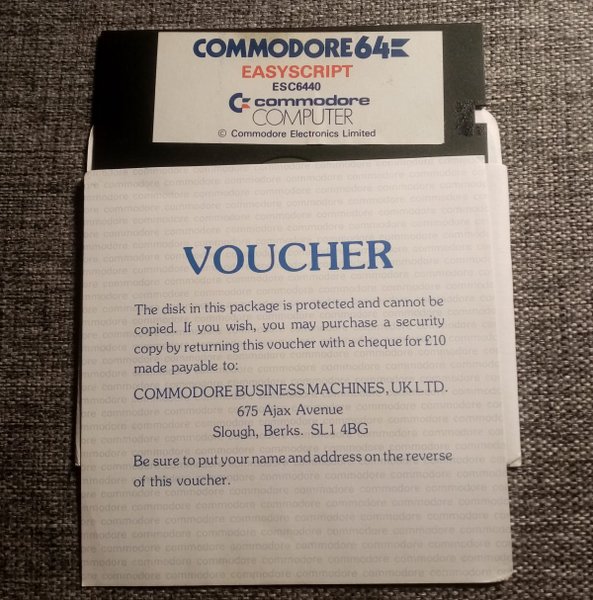 COMMODORE 64
EASYSCRIPT
ESC6440
commodore
COMPUTER
© Commodore Electronics Limited
VOUCHER
The disk in this package is protected and cannot be
copied. If you wish, you may purchase a security
copy by returning this voucher with a cheque for £10
made payable to:
COMMODORE BUSINESS MACHINES, UK LTD.
675 Ajax Avenue
Slough, Berks. SL1 4BG
Be sure to put your name and address on the reverse
of this voucher.